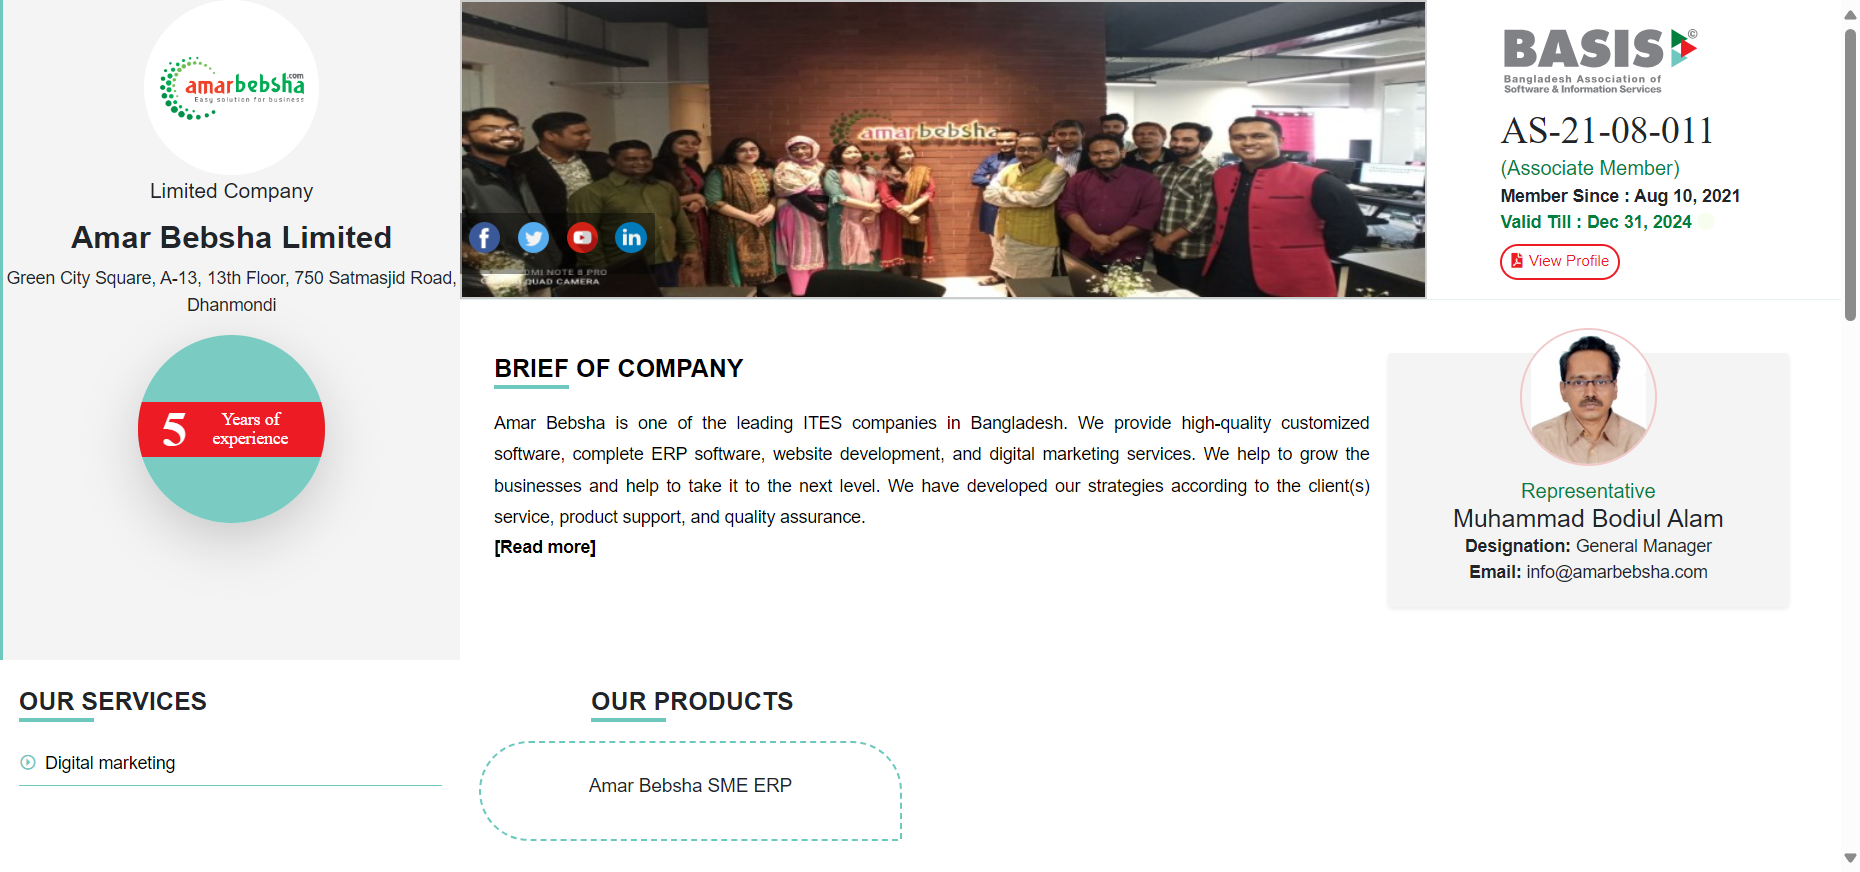 amarbebsha.com
Easy solution for business
Limited Company
Amar Bebsha Limited
Green City Square, A-13, 13th Floor, 750 Satmasjid Road,
Dhanmondi
5 Years of
experience
amarbebsha
MI NOTE 8 PRO
QUAD CAMERA
BASIS©
Bangladesh Association of
Software & Information Services
AS-21-08-011
(Associate Member)
Member Since : Aug 10, 2021
Valid Till : Dec 31, 2024
View Profile
BRIEF OF COMPANY
Amar Bebsha is one of the leading ITES companies in Bangladesh. We provide high-quality customized
software, complete ERP software, website development, and digital marketing services. We help to grow the
businesses and help to take it to the next level. We have developed our strategies according to the client(s)
service, product support, and quality assurance.
[Read more]
Representative
Muhammad Bodiul Alam
Designation: General Manager
Email: info@amarbebsha.com
OUR SERVICES
Digital marketing
OUR PRODUCTS
Amar Bebsha SME ERP